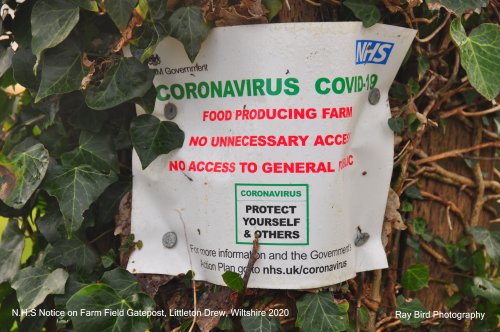 HM Government
NHS
CORONAVIRUS COVID-19
FOOD PRODUCING FARM
NO UNNECESSARY ACCE
NO ACCESS TO GENERAL PUBLIC
CORONAVIRUS
PROTECT
YOURSELF
& OTHERS
For more information and the Government's
Action Plan go to nhs.uk/coronavirus
N.H.S Notice on Farm Field Gatepost, Littleton Drew, Wiltshire 2020
Ray Bird Photography